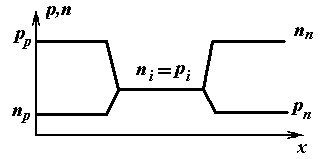 p,n
p_p
n_n
n_i = p_i
n_p
p_n
x